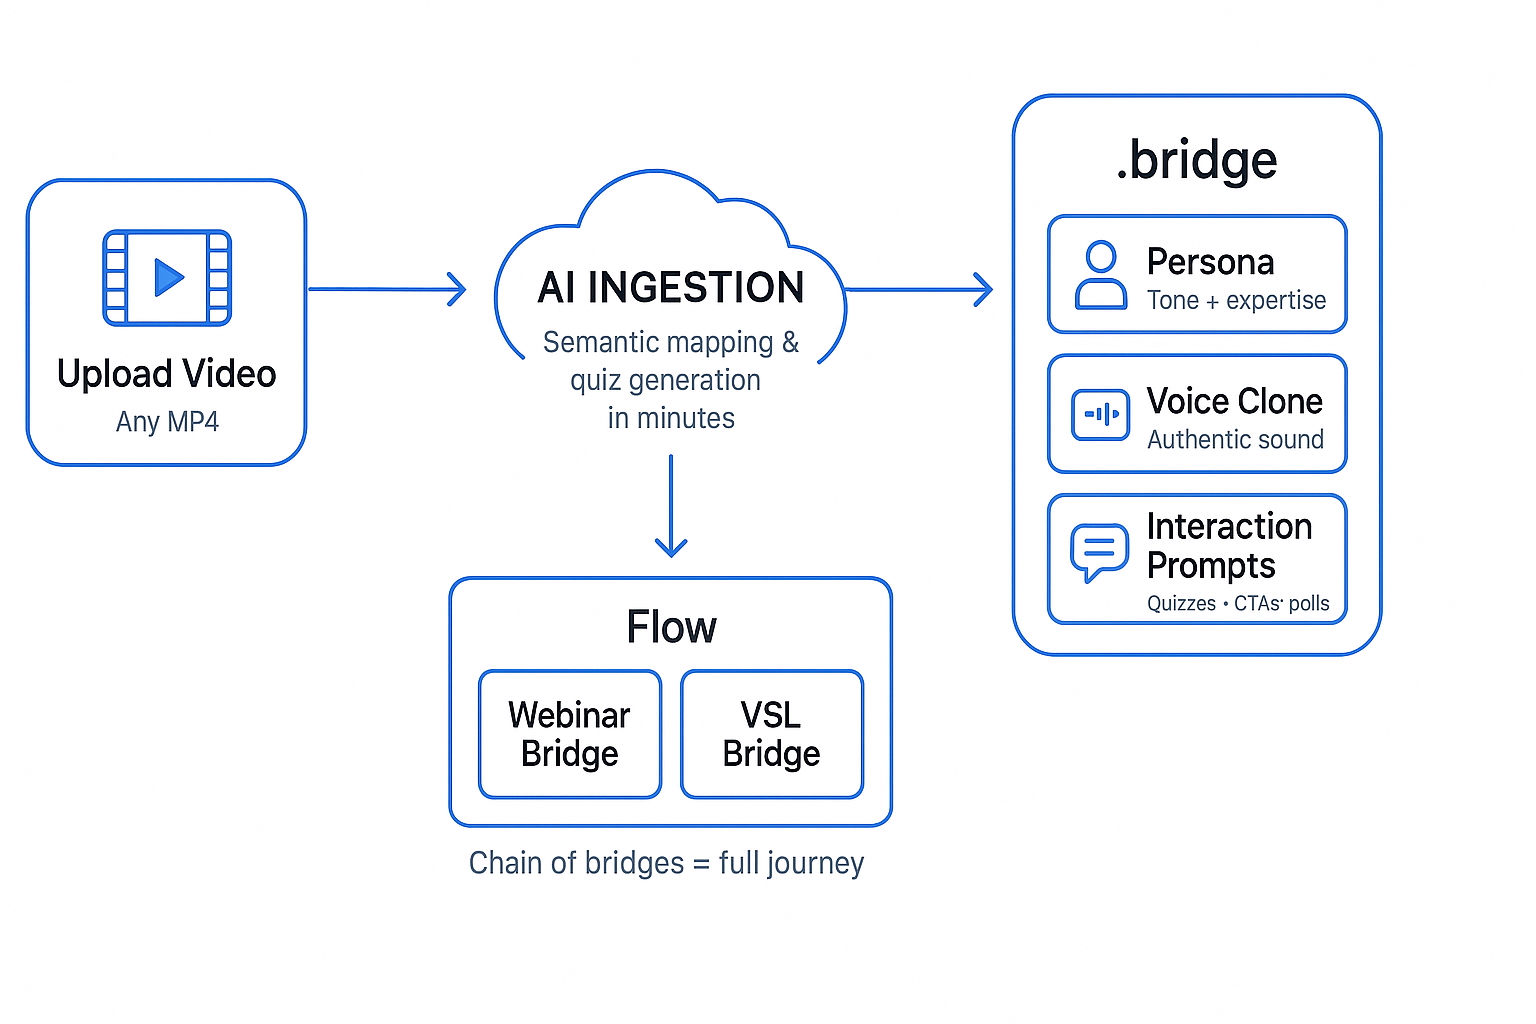 Upload Video
Any MP4
AI INGESTION
Semantic mapping &
quiz generation
in minutes
.bridge
Persona
Tone + expertise
Voice Clone
Authentic sound
Interaction
Prompts
Quizzes • CTAs· polls
Flow
Webinar
Bridge
VSL
Bridge
Chain of bridges = full journey